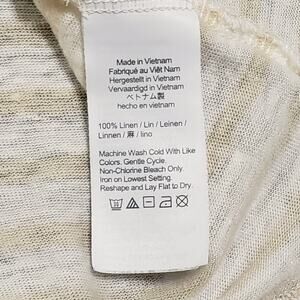 Made in Vietnam
Fabriqué au Viêt Nam
Hergestellt in Vietnam
Vervaardigd in Vietnam
ベトナム製
hecho en vietnam
100% Linen / Lin / Leinen /
Linnen / 麻 / lino
Machine Wash Cold With Like
Colors. Gentle Cycle.
Non-Chlorine Bleach Only.
Iron on Lowest Setting.
Reshape and Lay Flat to Dry.